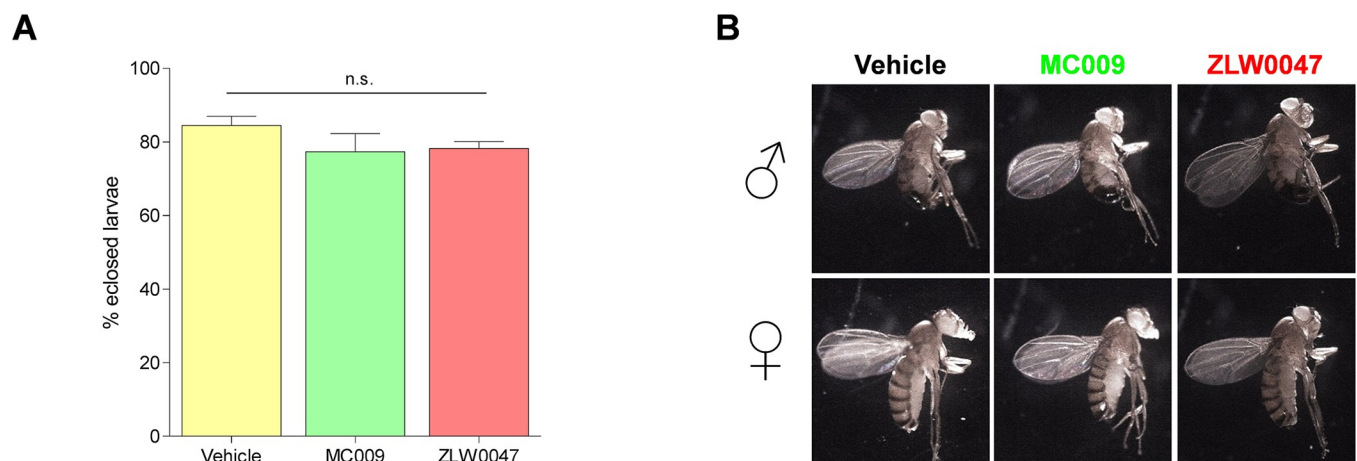 A
B
100
80
60
40
20
0
% eclosed larvae
n.s.
Vehicle
MC009
ZLW0047
Vehicle
MC009
ZLW0047
♂
♀